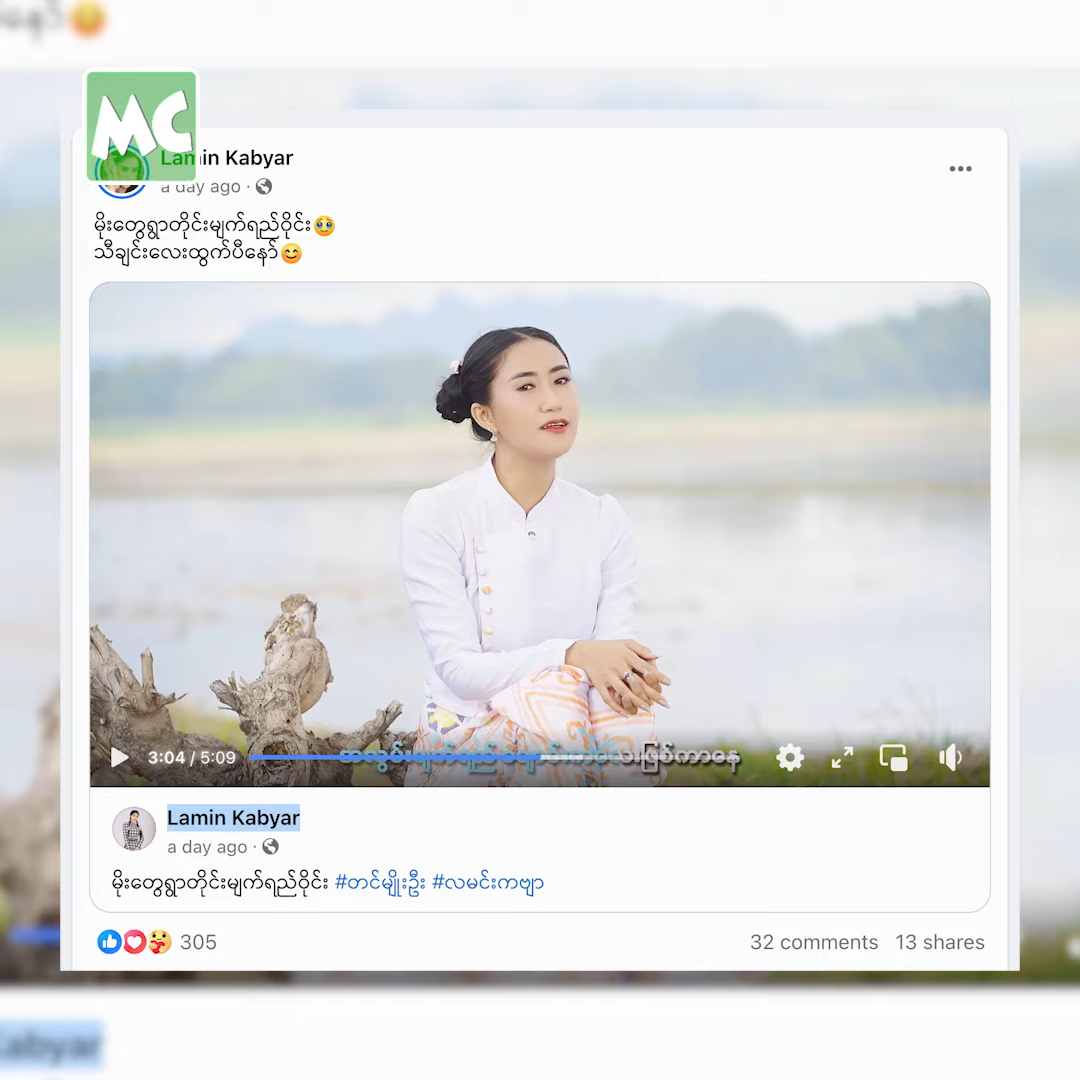 နော်
MC
Lamin Kabyar
a day ago ·
မိုးတွေရွာတိုင်းမျက်ရည်ဝိုင်း🥹
သီချင်းလေးထွက်ပီနော်😊
3:04 / 5:09
Lamin Kabyar
a day ago ·
မိုးတွေရွာတိုင်းမျက်ရည်ဝိုင်း #တင်မျိုးဦး #လမင်းကဗျာ
305
32 comments 13 shares
Kabyar